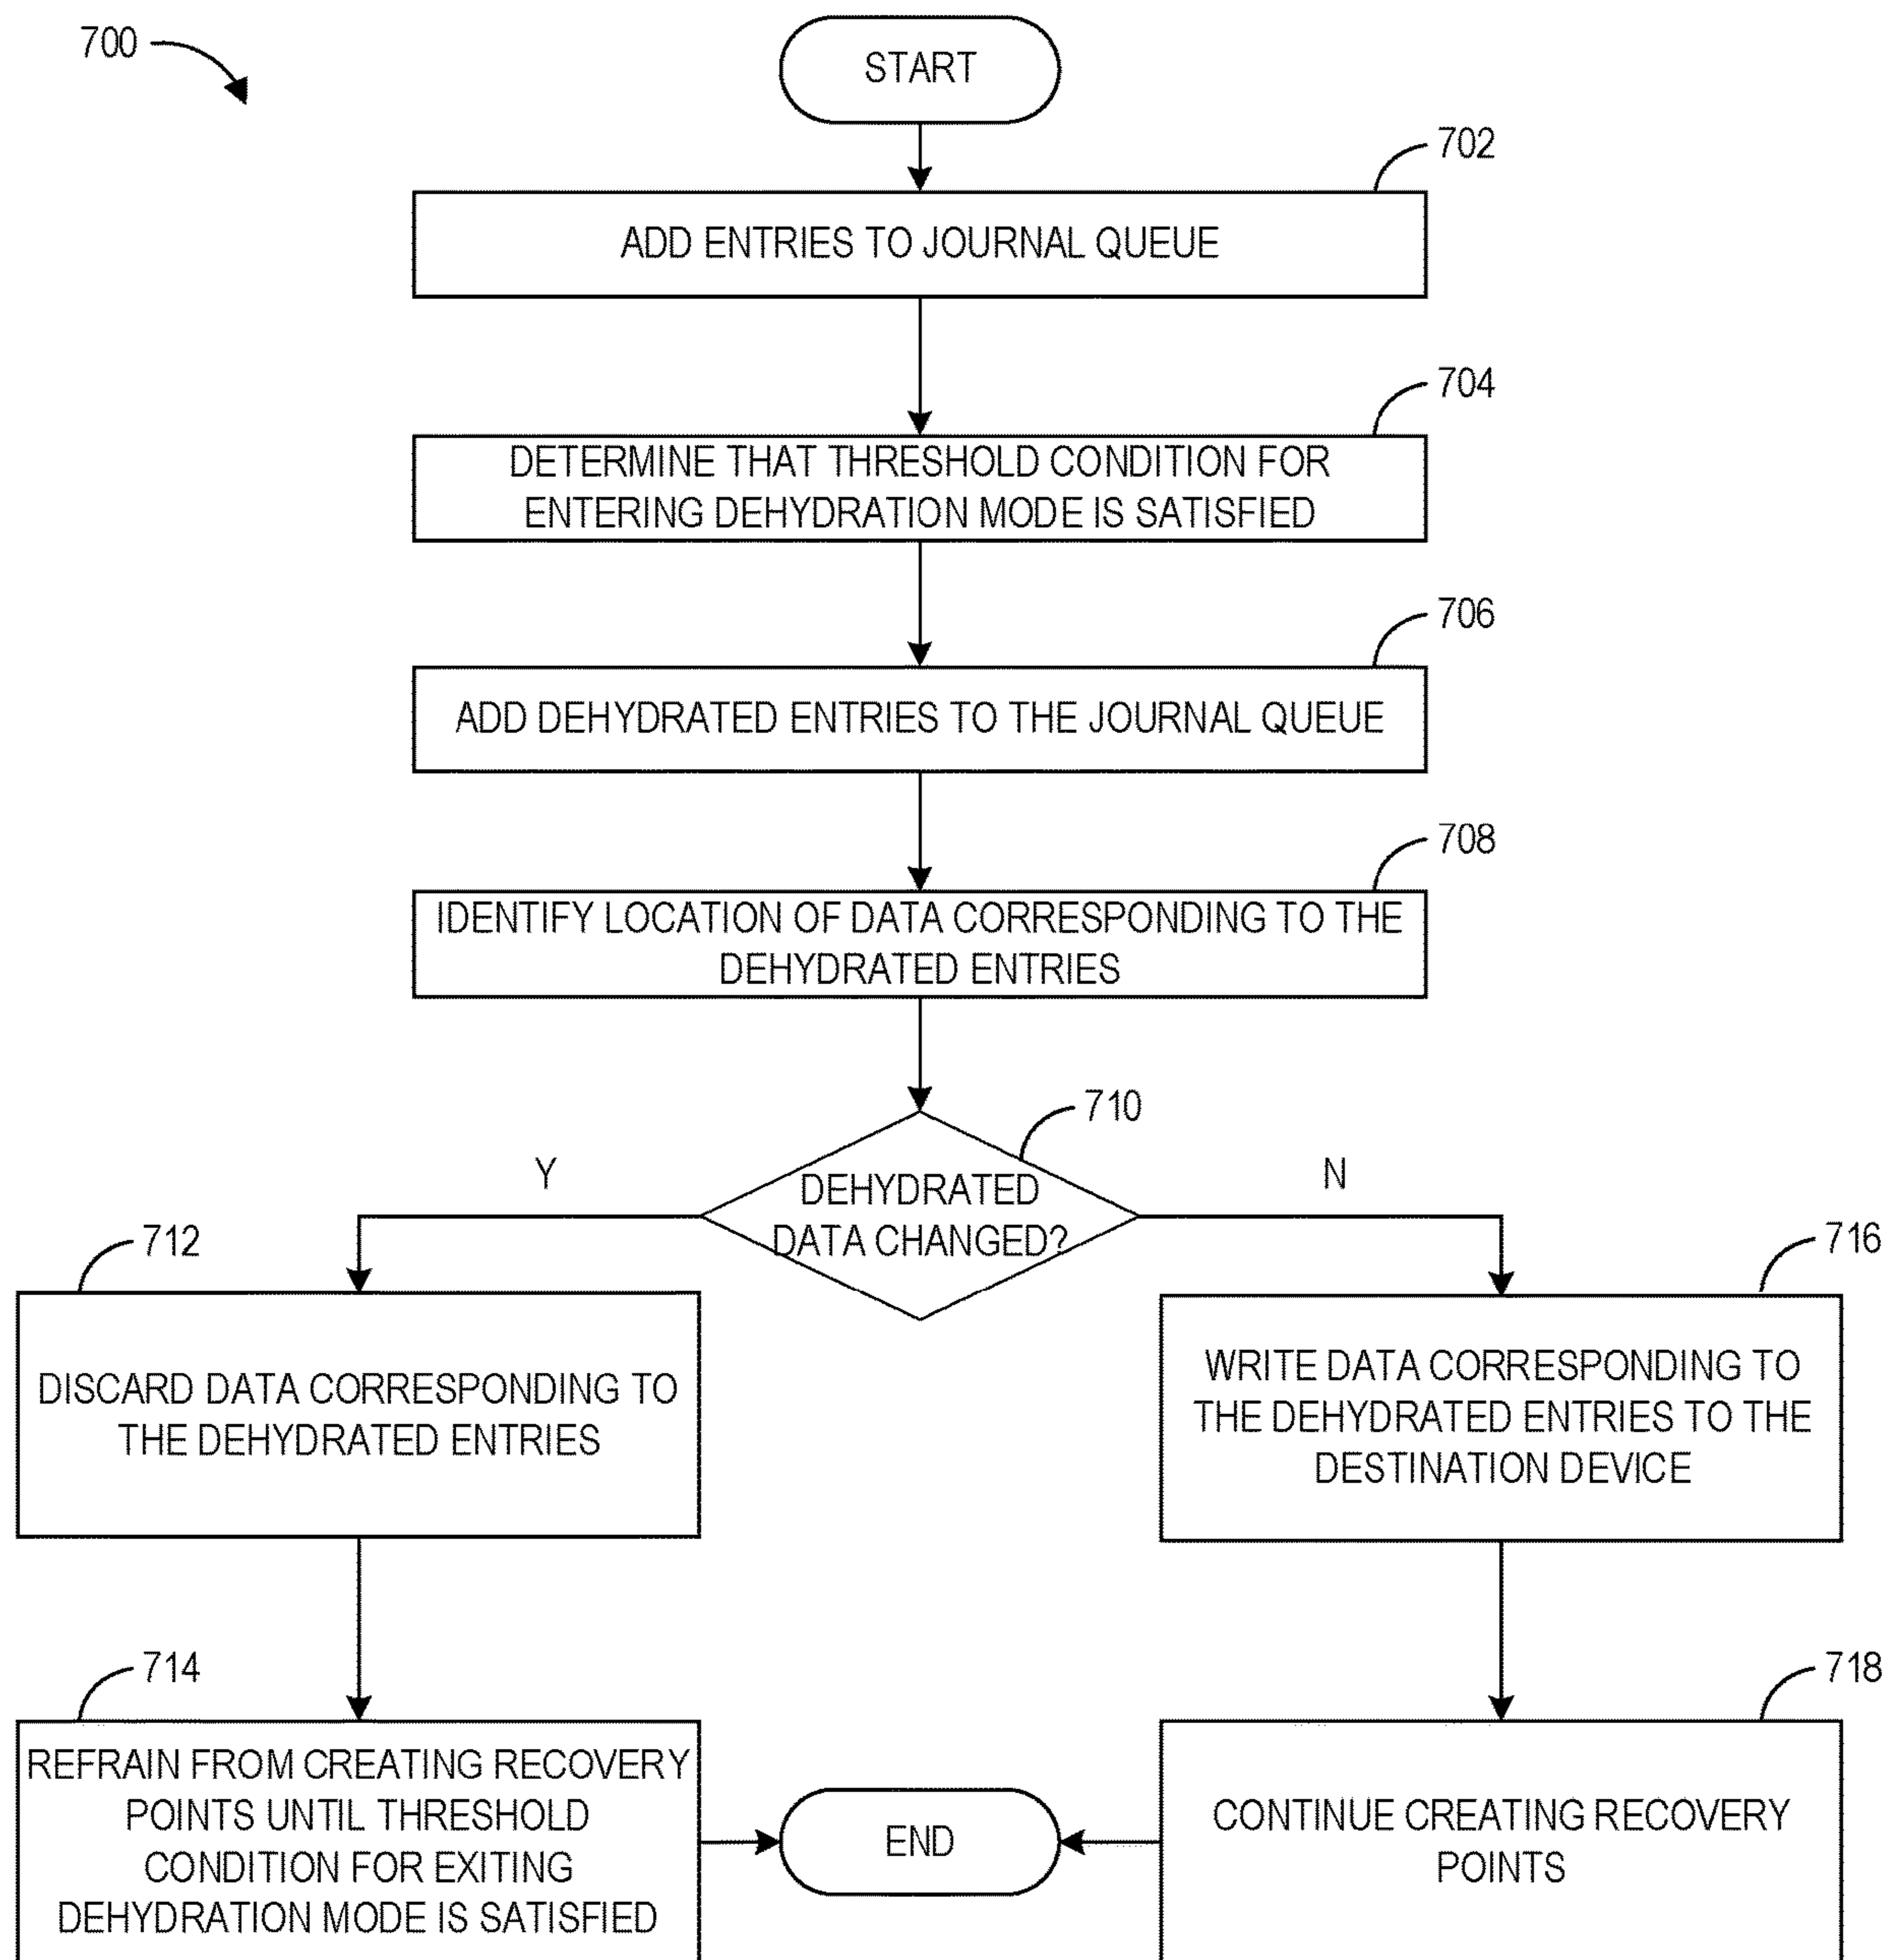 700
START
702
ADD ENTRIES TO JOURNAL QUEUE
704
DETERMINE THAT THRESHOLD CONDITION FOR
ENTERING DEHYDRATION MODE IS SATISFIED
706
ADD DEHYDRATED ENTRIES TO THE JOURNAL QUEUE
708
IDENTIFY LOCATION OF DATA CORRESPONDING TO THE
DEHYDRATED ENTRIES
710
DEHYDRATED
DATA CHANGED?
Y
N
712
DISCARD DATA CORRESPONDING TO
THE DEHYDRATED ENTRIES
716
WRITE DATA CORRESPONDING TO
THE DEHYDRATED ENTRIES TO THE
DESTINATION DEVICE
714
REFRAIN FROM CREATING RECOVERY
POINTS UNTIL THRESHOLD
CONDITION FOR EXITING
DEHYDRATION MODE IS SATISFIED
END
718
CONTINUE CREATING RECOVERY
POINTS